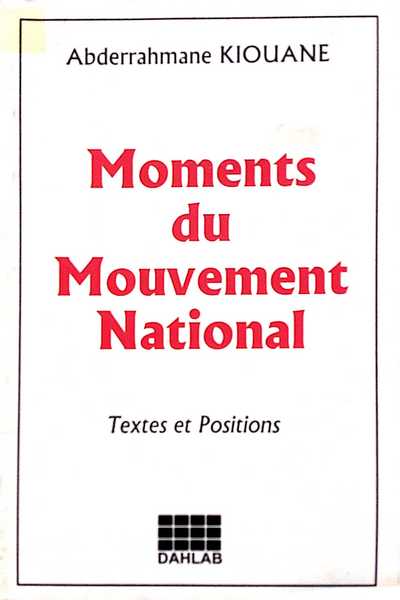 Abderrahmane KIOUANE
Moments
du
Mouvement
National
Textes et Positions
DAHLAB